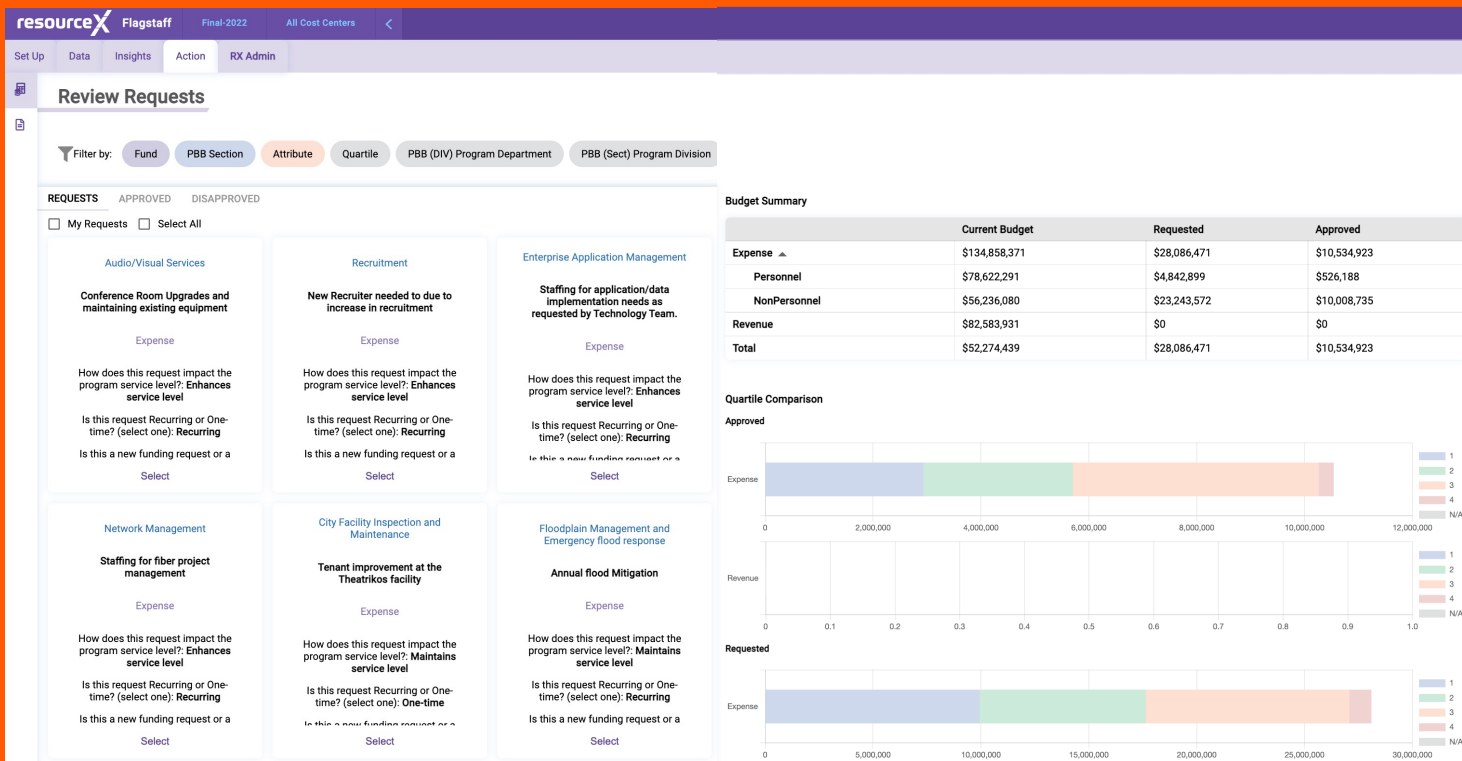 resourceX Flagstaff Final-2022 All Cost Centers
Set Up Data Insights Action RX Admin
Review Requests
Filter by: Fund PBB Section Attribute Quartile PBB (DIV) Program Department PBB (Sect) Program Division
REQUESTS APPROVED DISAPPROVED
My Requests Select All
Audio/Visual Services
Conference Room Upgrades and
maintaining existing equipment
Expense
How does this request impact the
program service level?: Enhances
service level
Is this request Recurring or One-
time? (select one): Recurring
Is this a new funding request or a
Select
Recruitment
New Recruiter needed to due to
increase in recruitment
Expense
How does this request impact the
program service level?: Enhances
service level
Is this request Recurring or One-
time? (select one): Recurring
Is this a new funding request or a
Select
Enterprise Application Management
Staffing for application/data
implementation needs as
requested by Technology Team.
Expense
How does this request impact the
program service level?: Enhances
service level
Is this request Recurring or One-
time? (select one): Recurring
Is this a new funding request or a
Select
Network Management
Staffing for fiber project
management
Expense
How does this request impact the
program service level?: Enhances
service level
Is this request Recurring or One-
time? (select one): Recurring
Is this a new funding request or a
Select
City Facility Inspection and
Maintenance
Tenant improvement at the
Theatrikos facility
Expense
How does this request impact the
program service level?: Maintains
service level
Is this request Recurring or One-
time? (select one): One-time
Is this a new funding request or a
Select
Floodplain Management and
Emergency flood response
Annual flood Mitigation
Expense
How does this request impact the
program service level?: Maintains
service level
Is this request Recurring or One-
time? (select one): Recurring
Is this a new funding request or a
Select
Budget Summary
Current Budget Requested Approved
Expense $134,858,371 $28,086,471 $10,534,923
Personnel $78,622,291 $4,842,899 $526,188
NonPersonnel $56,236,080 $23,243,572 $10,008,735
Revenue $82,583,931 $0 $0
Total $52,274,439 $28,086,471 $10,534,923
Quartile Comparison
Approved
Expense
0 2,000,000 4,000,000 6,000,000 8,000,000 10,000,000 12,000,000
1
2
3
4
N/A
Revenue
0 0.1 0.2 0.3 0.4 0.5 0.6 0.7 0.8 0.9 1.0
1
2
3
4
N/A
Requested
Expense
0 5,000,000 10,000,000 15,000,000 20,000,000 25,000,000 30,000,000
1
2
3
4
N/A